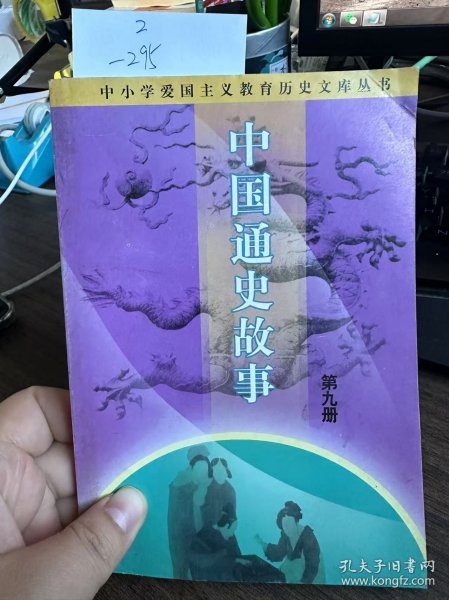 2
-295
中小学爱国主义教育历史文库丛书
中国通史故事
第九册
孔夫子旧书网
www.kongfz.com